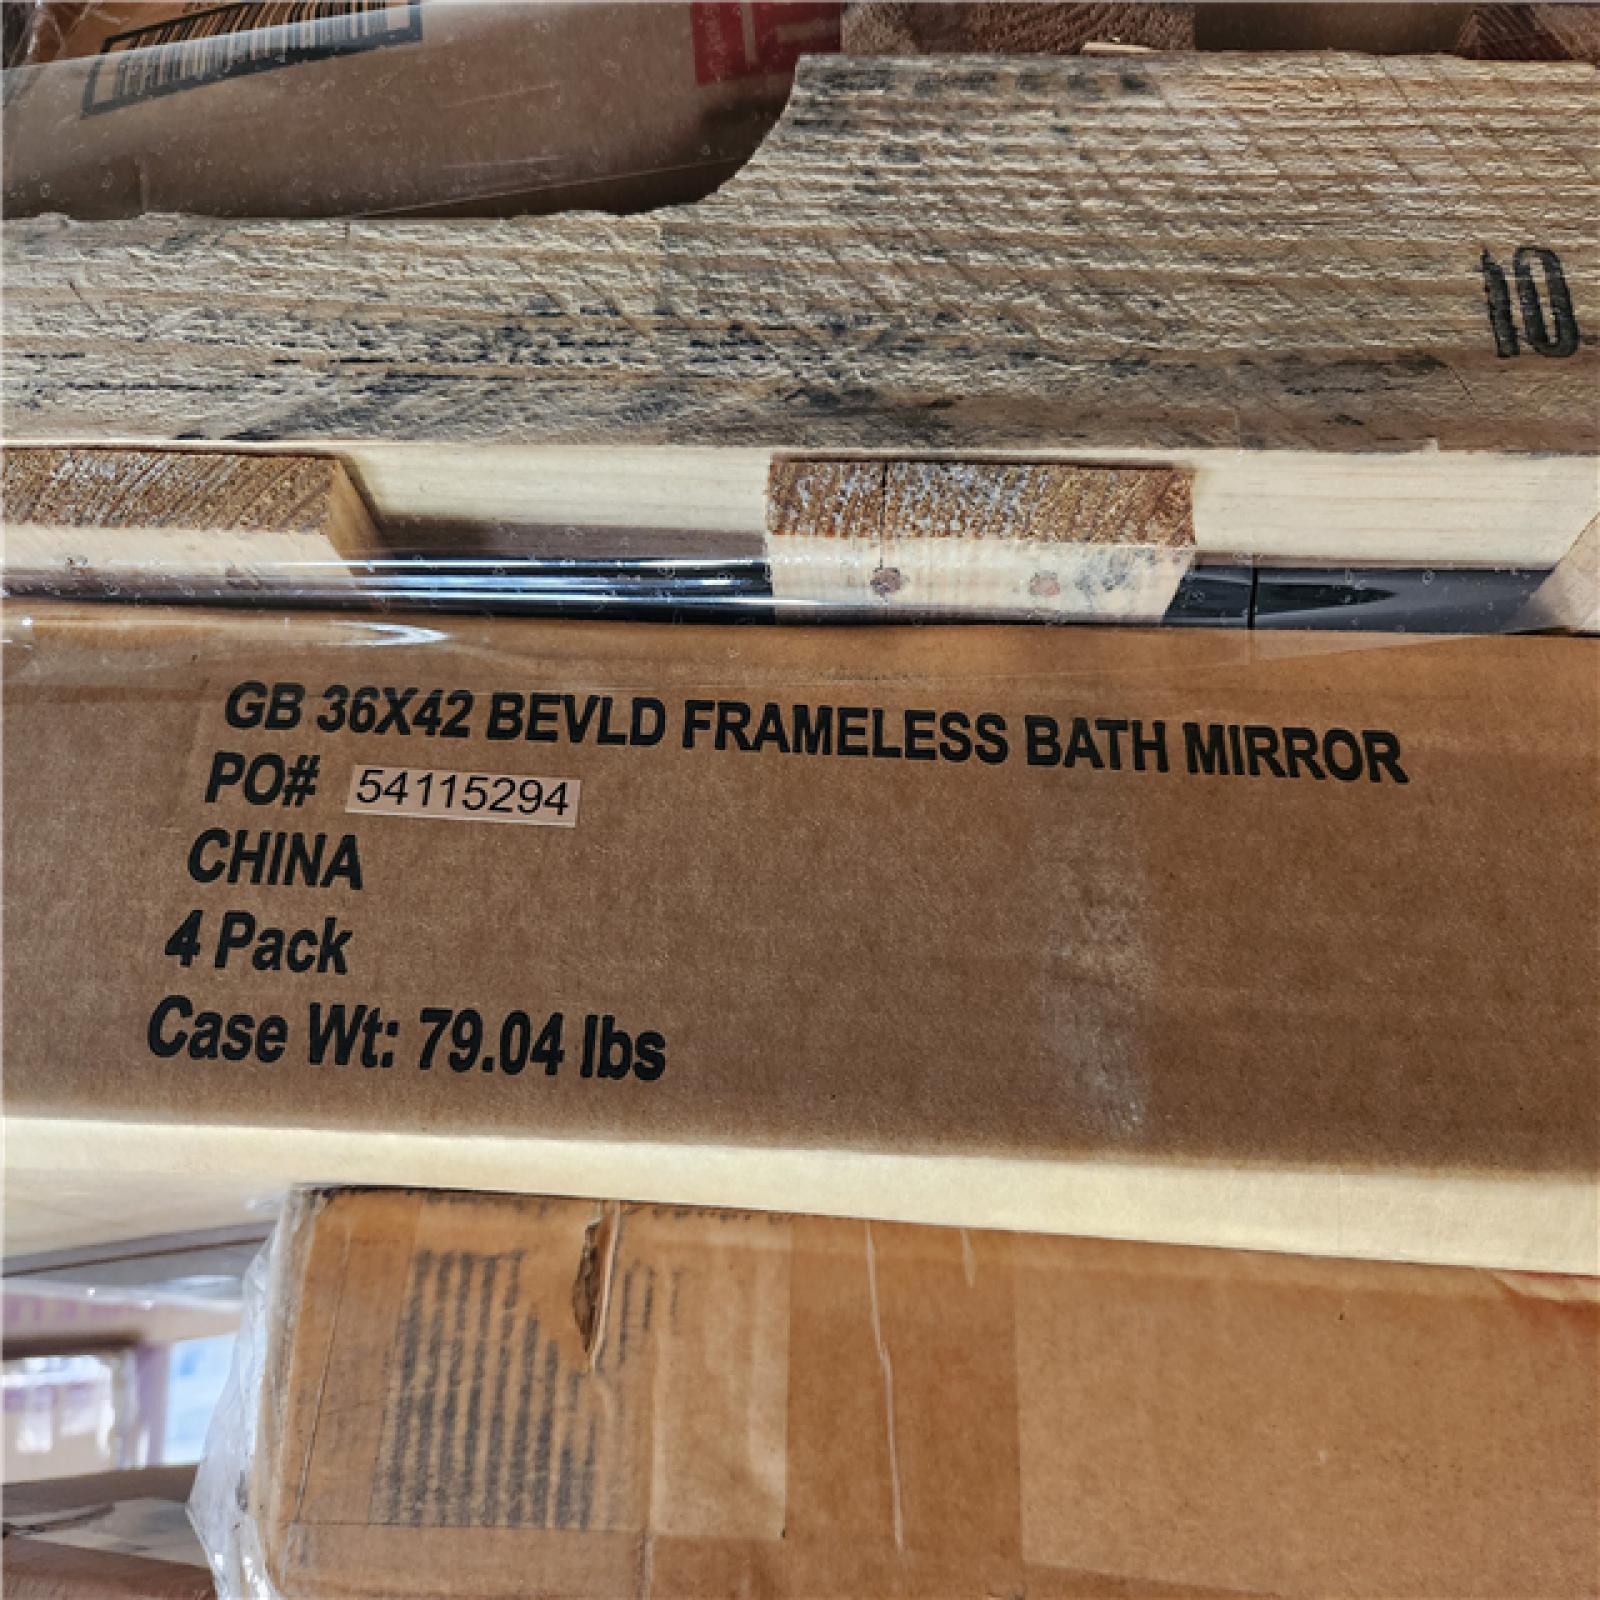 10
GB 36X42 BEVLD FRAMELESS BATH MIRROR
PO# 54115294
CHINA
4 Pack
Case Wt: 79.04 lbs